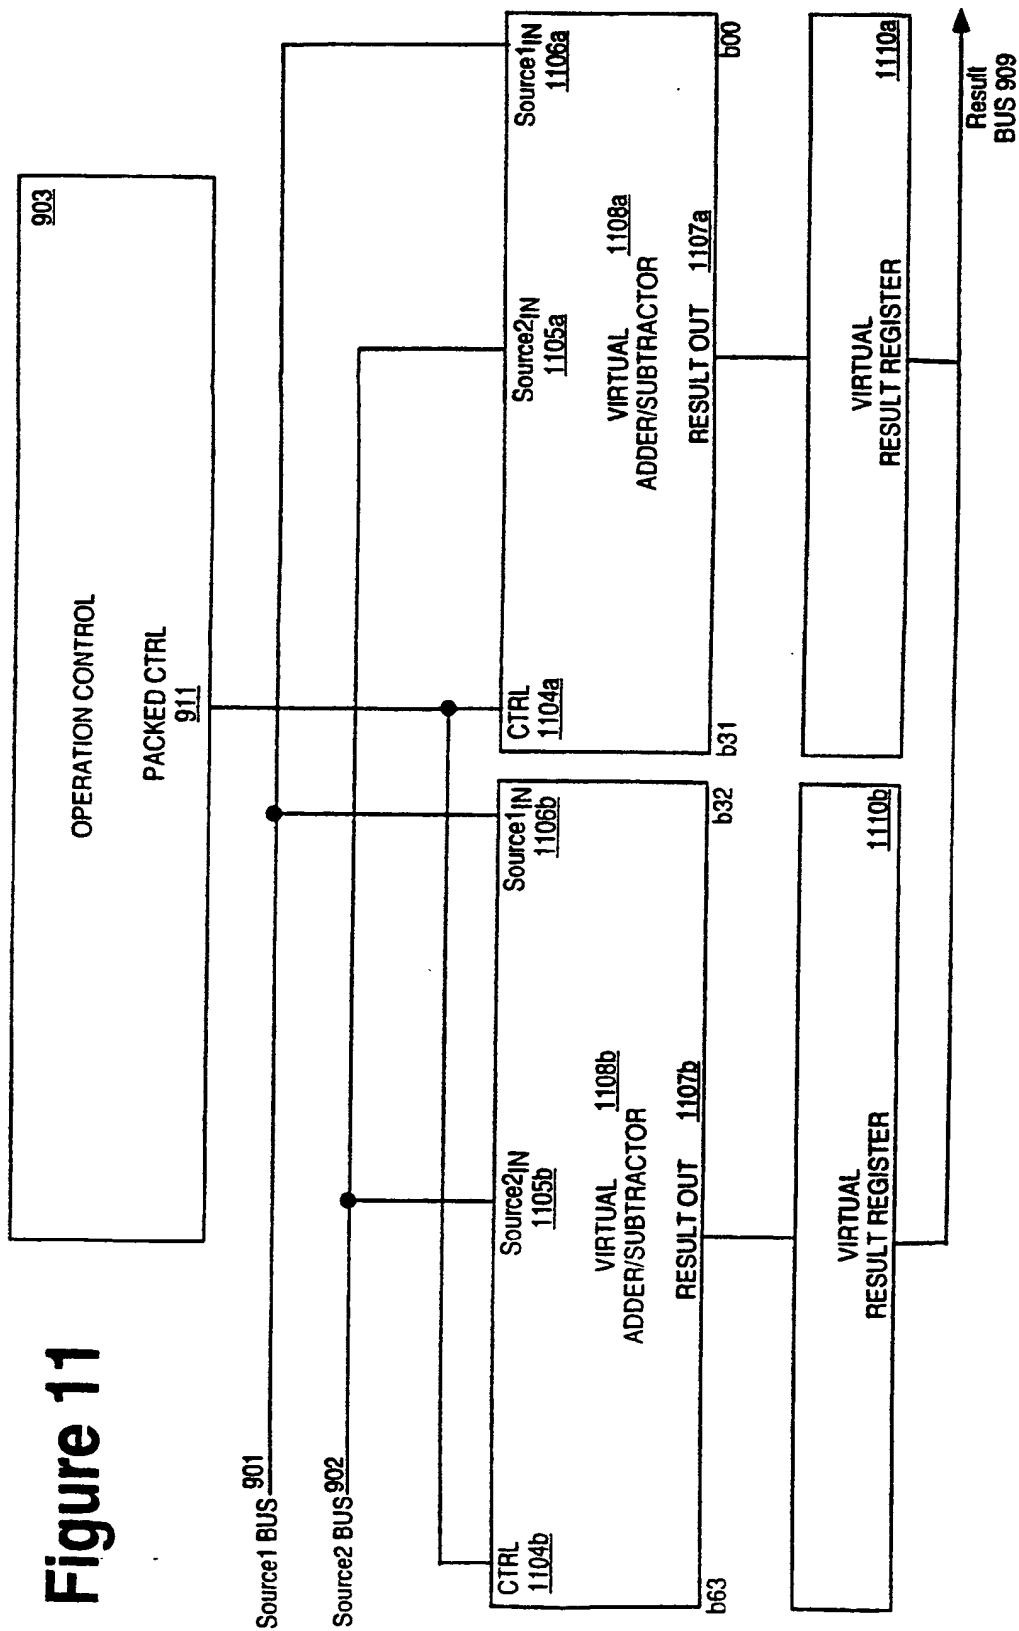 Figure 11
903
OPERATION CONTROL
PACKED CTRL
911
Source1 BUS 901
Source2 BUS 902
CTRL
1104b
Source2IN
1105b
Source1IN
1106b
VIRTUAL 1108b
ADDER/SUBTRACTOR
RESULT OUT 1107b
b63
b32
CTRL
1104a
Source2IN
1105a
Source1IN
1106a
VIRTUAL 1108a
ADDER/SUBTRACTOR
RESULT OUT 1107a
b31
b00
VIRTUAL
RESULT REGISTER
1110b
VIRTUAL
RESULT REGISTER
1110a
Result
BUS 909